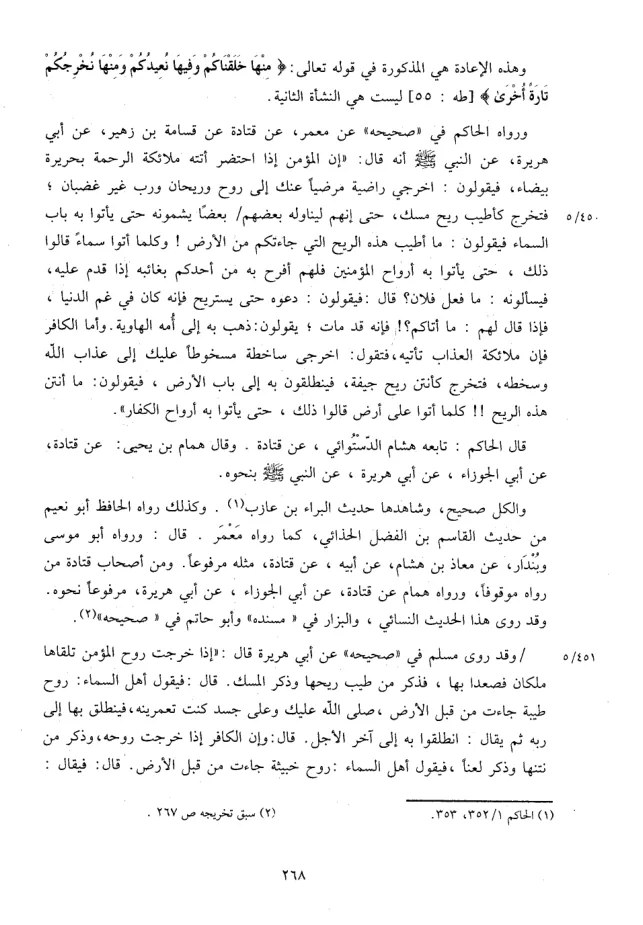 وهذه الإعادة هي المذكورة في قوله تعالى: ﴿ مِنْهَا خَلَقْنَاكُمْ وَفِيهَا نُعِيدُكُمْ وَمِنْهَا نُخْرِجُكُمْ
تَارَةً أُخْرَىٰ ﴾ [طه : ٥٥] ليست هي النشأة الثانية.
ورواه الحاكم في «صحيحه» عن معمر، عن قتادة عن قسامة بن زهير، عن أبي
هريرة، عن النبي ﷺ أنه قال: «إن المؤمن إذا احتضر أتته ملائكة الرحمة بحريرة
بيضاء، فيقولون : اخرجي راضية مرضياً عنك إلى روح وريحان ورب غير غضبان ؛
٥/٤٥٠ فتخرج كأطيب ريح مسك، حتى إنهم ليناوله بعضهم/ بعضًا يشمونه حتى يأتوا به باب
السماء فيقولون : ما أطيب هذه الريح التي جاءتكم من الأرض ! وكلما أتوا سماءً قالوا
ذلك ، حتى يأتوا به أرواح المؤمنين فلهم أفرح به من أحدكم بغائبه إذا قدم عليه،
فيسألونه : ما فعل فلان؟ قال :فيقولون : دعوه حتى يستريح فإنه كان في غم الدنيا ،
فإذا قال لهم : ما أتاكم؟! فإنه قد مات ؛ يقولون:ذهب به إلى أُمه الهاوية.وأما الكافر
فإن ملائكة العذاب تأتيه،فتقول: اخرجي ساخطة مسخوطاً عليك إلى عذاب اللَّه
وسخطه، فتخرج كأنتن ريح جيفة، فينطلقون به إلى باب الأرض ، فيقولون: ما أنتن
هذه الريح !! كلما أتوا على أرض قالوا ذلك ، حتى يأتوا به أرواح الكفار».
قال الحاكم : تابعه هشام الدّسْتُوائي ، عن قتادة . وقال همام بن يحيى: عن قتادة،
عن أبي الجوزاء ، عن أبي هريرة ، عن النبي ﷺ بنحوه.
والكل صحيح، وشاهدها حديث البراء بن عازب(١) . وكذلك رواه الحافظ أبو نعيم
من حديث القاسم بن الفضل الحذائي، كما رواه مَعْمَر . قال : ورواه أبو موسى
وبُنْدَار، عن معاذ بن هشام، عن أبيه ، عن قتادة، مثله مرفوعاً. ومن أصحاب قتادة من
رواه موقوفاً، ورواه همام عن قتادة، عن أبي الجوزاء ، عن أبي هريرة، مرفوعاً نحوه.
وقد روى هذا الحديث النسائي ، والبزار في « مسنده» وأبو حاتم في « صحيحه»(٢).
٥/٤٥١ /وقد روى مسلم في «صحيحه» عن أبي هريرة قال :«إذا خرجت روح المؤمن تلقاها
ملكان فصعدا بها ، فذكر من طيب ريحها وذكر المسك. قال :فيقول أهل السماء: روح
طيبة جاءت من قبل الأرض ،صلى اللَّه عليك وعلى جسد كنت تعمرينه،فينطلق بها إلى
ربه ثم يقال : انطلقوا به إلى آخر الأجل. قال:وإن الكافر إذا خرجت روحه،وذكر من
نتنها وذكر لعناً ،فيقول أهل السماء :روح خبيثة جاءت من قبل الأرض. قال: فيقال :
(١) الحاكم ١/ ٣٥٢، ٣٥٣. (٢) سبق تخريجه ص ٢٦٧ .
٢٦٨